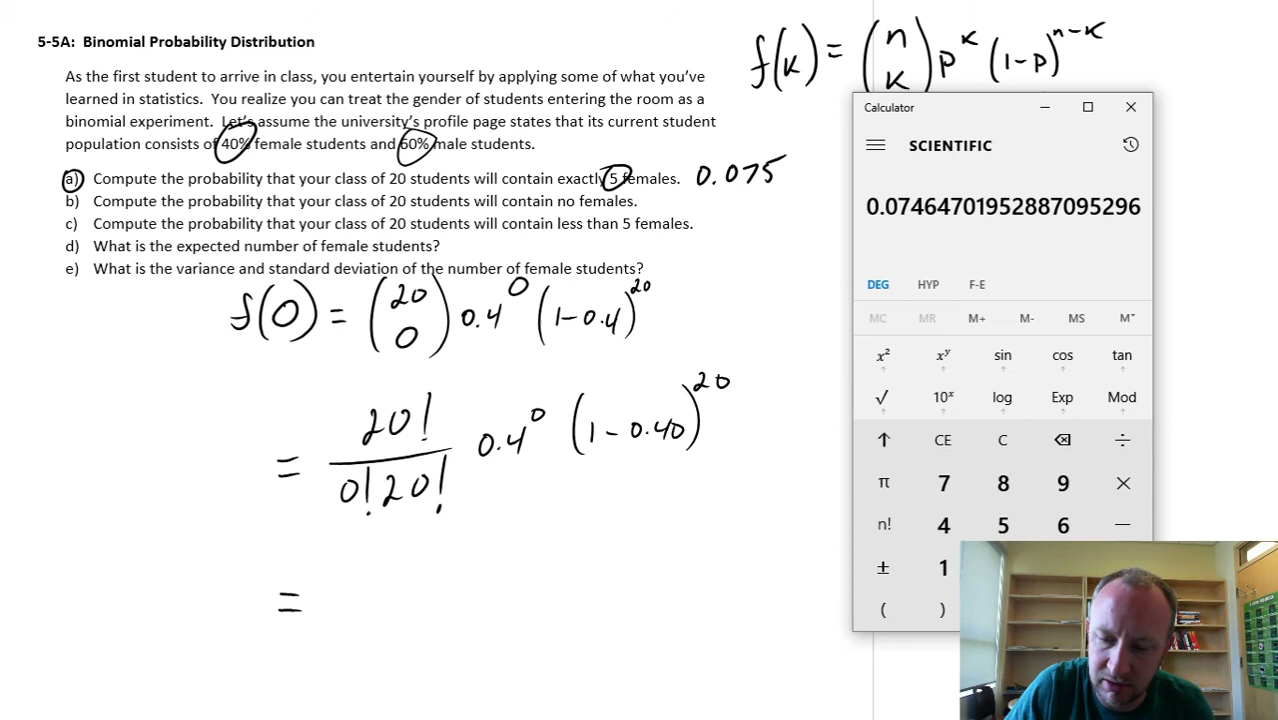 5-5A: Binomial Probability Distribution
f(k) = (n k) p^k (1-p)^n-k
As the first student to arrive in class, you entertain yourself by applying some of what you've
learned in statistics. You realize you can treat the gender of students entering the room as a
binomial experiment. Let's assume the university's profile page states that its current student
population consists of 40% female students and 60% male students.
a) Compute the probability that your class of 20 students will contain exactly 5 females. 0.075
b) Compute the probability that your class of 20 students will contain no females.
c) Compute the probability that your class of 20 students will contain less than 5 females.
d) What is the expected number of female students?
e) What is the variance and standard deviation of the number of female students?
f(0) = (20 0) 0.4^0 (1-0.4)^20
= 20! / 0! 20! 0.4^0 (1-0.40)^20
=
Calculator
SCIENTIFIC
0.07464701952887095296
DEG HYP F-E
MC MR M+ M- MS M˅
x² xʸ sin cos tan
√ 10ˣ log Exp Mod
↑ CE C ⌫ ÷
π 7 8 9 ×
n! 4 5 6 −
± 1
( )